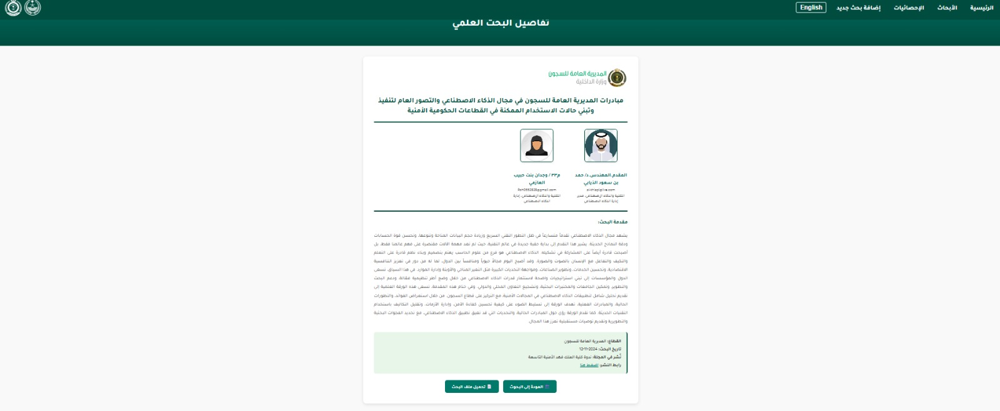 الرئيسية
الأبحاث
الإحصائيات
إضافة بحث جديد
English
تفاصيل البحث العلمي
المديرية العامة للسجون
وزارة الداخلية
مبادرات المديرية العامة للسجون في مجال الذكاء الاصطناعي والتصور العام لتنفيذ
وتبني حالات الاستخدام الممكنة في القطاعات الحكومية الأمنية
المقدم.المهندس.د/ حمد
بن سعود الذيابي
التقنية والذكاء الإصطناعي، مدير
إدارة الذكاء الاصطناعي
م٣٣ / وجدان بنت حبيب
العازمي
التقنية والذكاء الإصطناعي، إدارة
الذكاء الاصطناعي
مقدمة البحث:
يشهد مجال الذكاء الاصطناعي تقدماً متسارعاً في ظل التطور التقني السريع وزيادة حجم البيانات المتاحة وتنوعها، وتحسن قوة الحسابات
ودقة النماذج الحديثة. يشير هذا التقدم إلى بداية حقبة جديدة في عالم التقنية، حيث لم تعد مهمة الآلات مقتصرة على فهم عالمنا فقط، بل
أصبحت قادرة أيضاً على المشاركة في تشكيله. الذكاء الاصطناعي هو فرع من علوم الحاسب يهتم بتصميم وبناء نظم قادرة على التعلم
والتكيف والتفاعل مع الإنسان بالصوت والصورة. وقد أصبح اليوم مجالاً حيوياً ومنافساً بين الدول، لما له من دور في تعزيز التنافسية
الاقتصادية، وتحسين الخدمات، وتطوير الصناعات، ومواجهة التحديات الكبيرة مثل التغير المناخي والأوبئة وإدارة الموارد. في هذا السياق، تسعى
الدول والمؤسسات إلى تبني استراتيجيات واضحة لاستثمار قدرات الذكاء الاصطناعي من خلال وضع أطر تنظيمية فعّالة، ودعم البحث
والتطوير، وتمكين الجامعات والمختبرات البحثية، وتشجيع التعاون المحلي والدولي. وفي ختام هذه المقدمة، تسعى هذه الورقة العلمية إلى
تقديم تحليل شامل لتطبيقات الذكاء الاصطناعي في المجالات الأمنية، مع التركيز على قطاع السجون. من خلال استعراض الفوائد، والتطورات
الحالية، والمبادرات الفعلية، تهدف الورقة إلى تسليط الضوء على كيفية تحسين كفاءة الأمن، وإدارة الأزمات، وتقليل التكاليف باستخدام
التقنيات الحديثة. كما تقدم الورقة رؤى حول المبادرات الحالية، والتحديات التي قد تعيق تطبيق الذكاء الاصطناعي، مع تحديد الفجوات البحثية
والتطويرية وتقديم توصيات مستقبلية تعزز هذا المجال.
القطاع: المديرية العامة للسجون
تاريخ البحث: 2024-11-12
نُشر في المجلة: ندوة كلية الملك فهد الأمنية التاسعة
رابط النشر: اضغط هنا
العودة إلى البحوث
تحميل ملف البحث